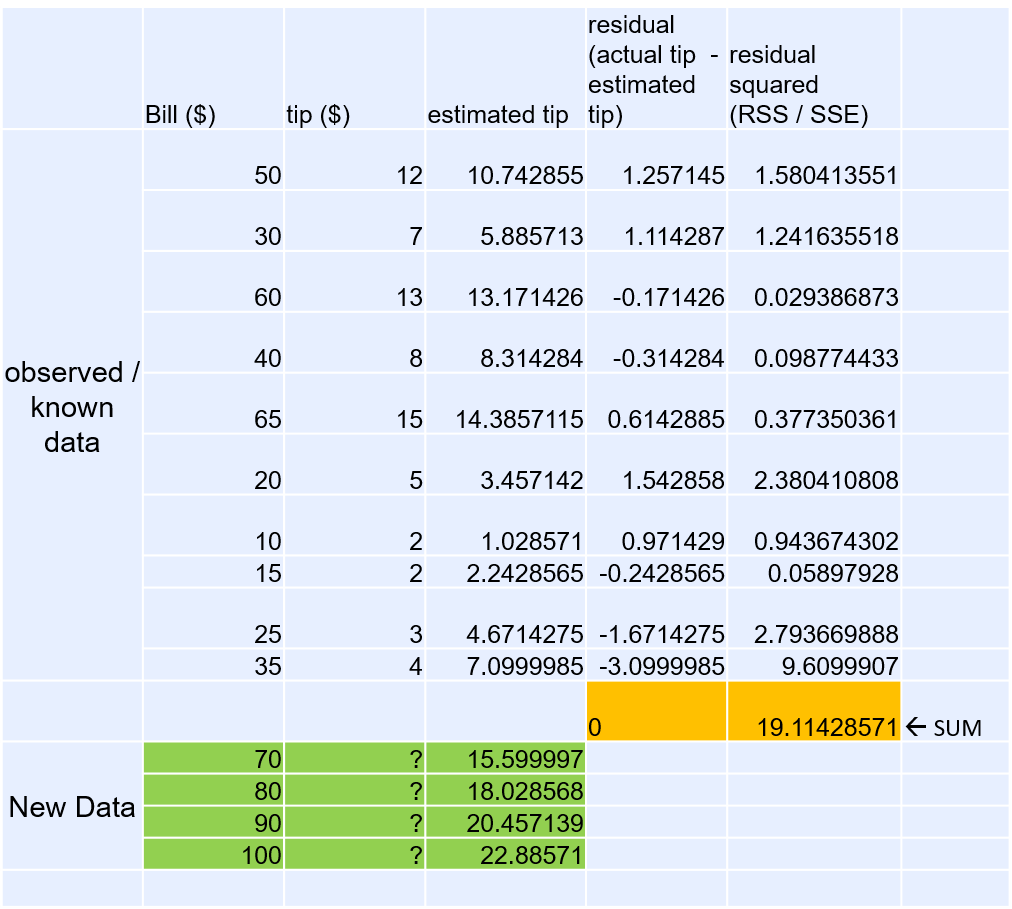 Bill ($) tip ($) estimated tip residual (actual tip - estimated tip) residual squared (RSS / SSE)
observed / known data
50 12 10.742855 1.257145 1.580413551
30 7 5.885713 1.114287 1.241635518
60 13 13.171426 -0.171426 0.029386873
40 8 8.314284 -0.314284 0.098774433
65 15 14.3857115 0.6142885 0.377350361
20 5 3.457142 1.542858 2.380410808
10 2 1.028571 0.971429 0.943674302
15 2 2.2428565 -0.2428565 0.05897928
25 3 4.6714275 -1.6714275 2.793669888
35 4 7.0999985 -3.0999985 9.6099907
0 19.11428571 ← SUM
New Data
70 ? 15.599997
80 ? 18.028568
90 ? 20.457139
100 ? 22.88571